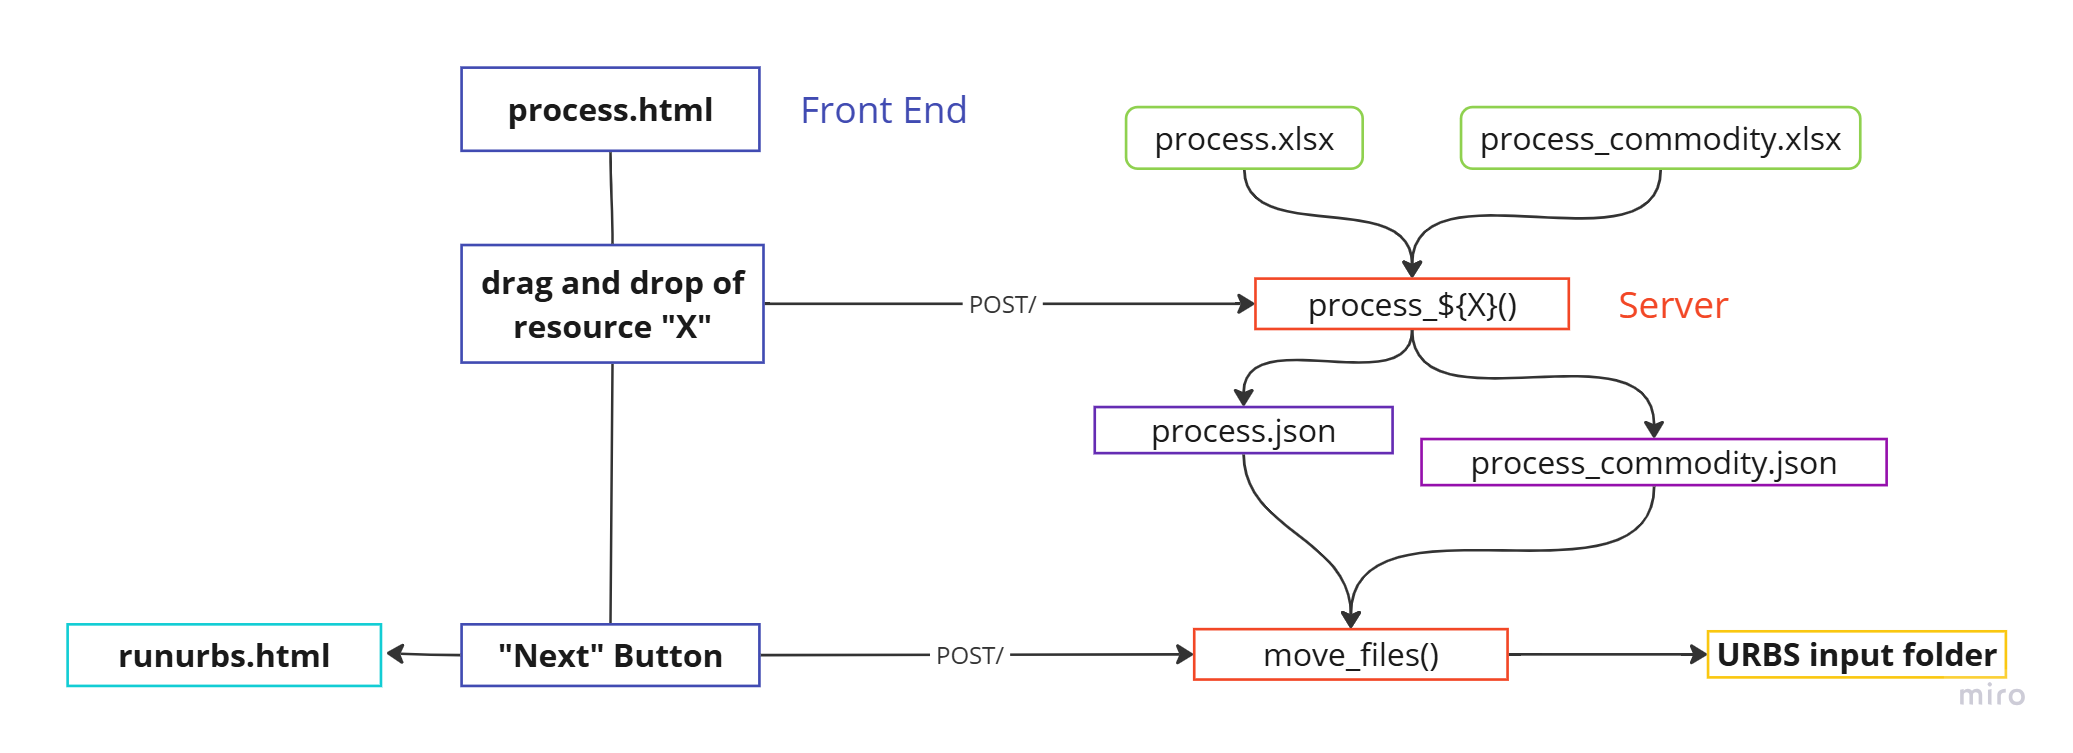 process.html
Front End
process.xlsx
process_commodity.xlsx
drag and drop of
resource "X"
POST/
process_${X}()
Server
process.json
process_commodity.json
runurbs.html
"Next" Button
POST/
move_files()
URBS input folder
miro